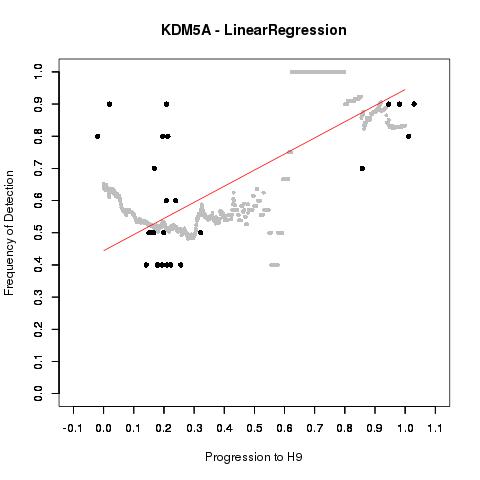 KDM5A - LinearRegression
Frequency of Detection
1.0
0.9
0.8
0.7
0.6
0.5
0.4
0.3
0.2
0.1
0.0
-0.1 0.0 0.1 0.2 0.3 0.4 0.5 0.6 0.7 0.8 0.9 1.0 1.1
Progression to H9